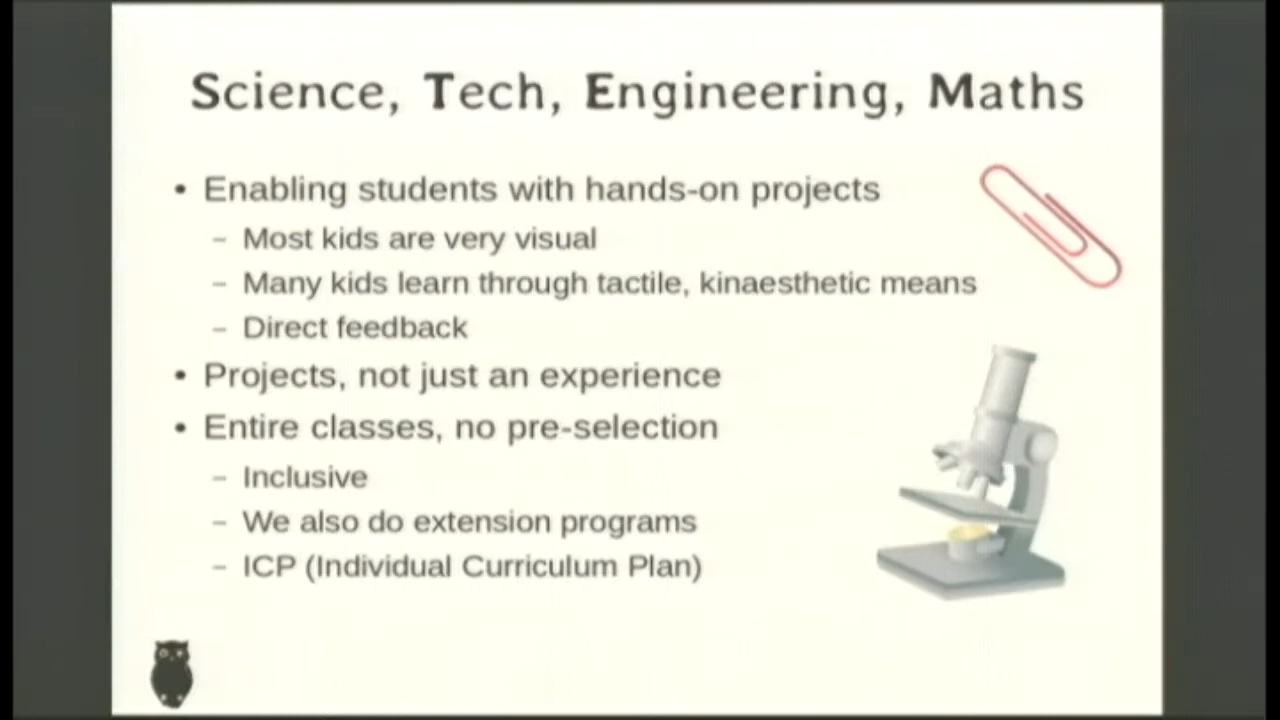 Science, Tech, Engineering, Maths
• Enabling students with hands-on projects
– Most kids are very visual
– Many kids learn through tactile, kinaesthetic means
– Direct feedback
• Projects, not just an experience
• Entire classes, no pre-selection
– Inclusive
– We also do extension programs
– ICP (Individual Curriculum Plan)